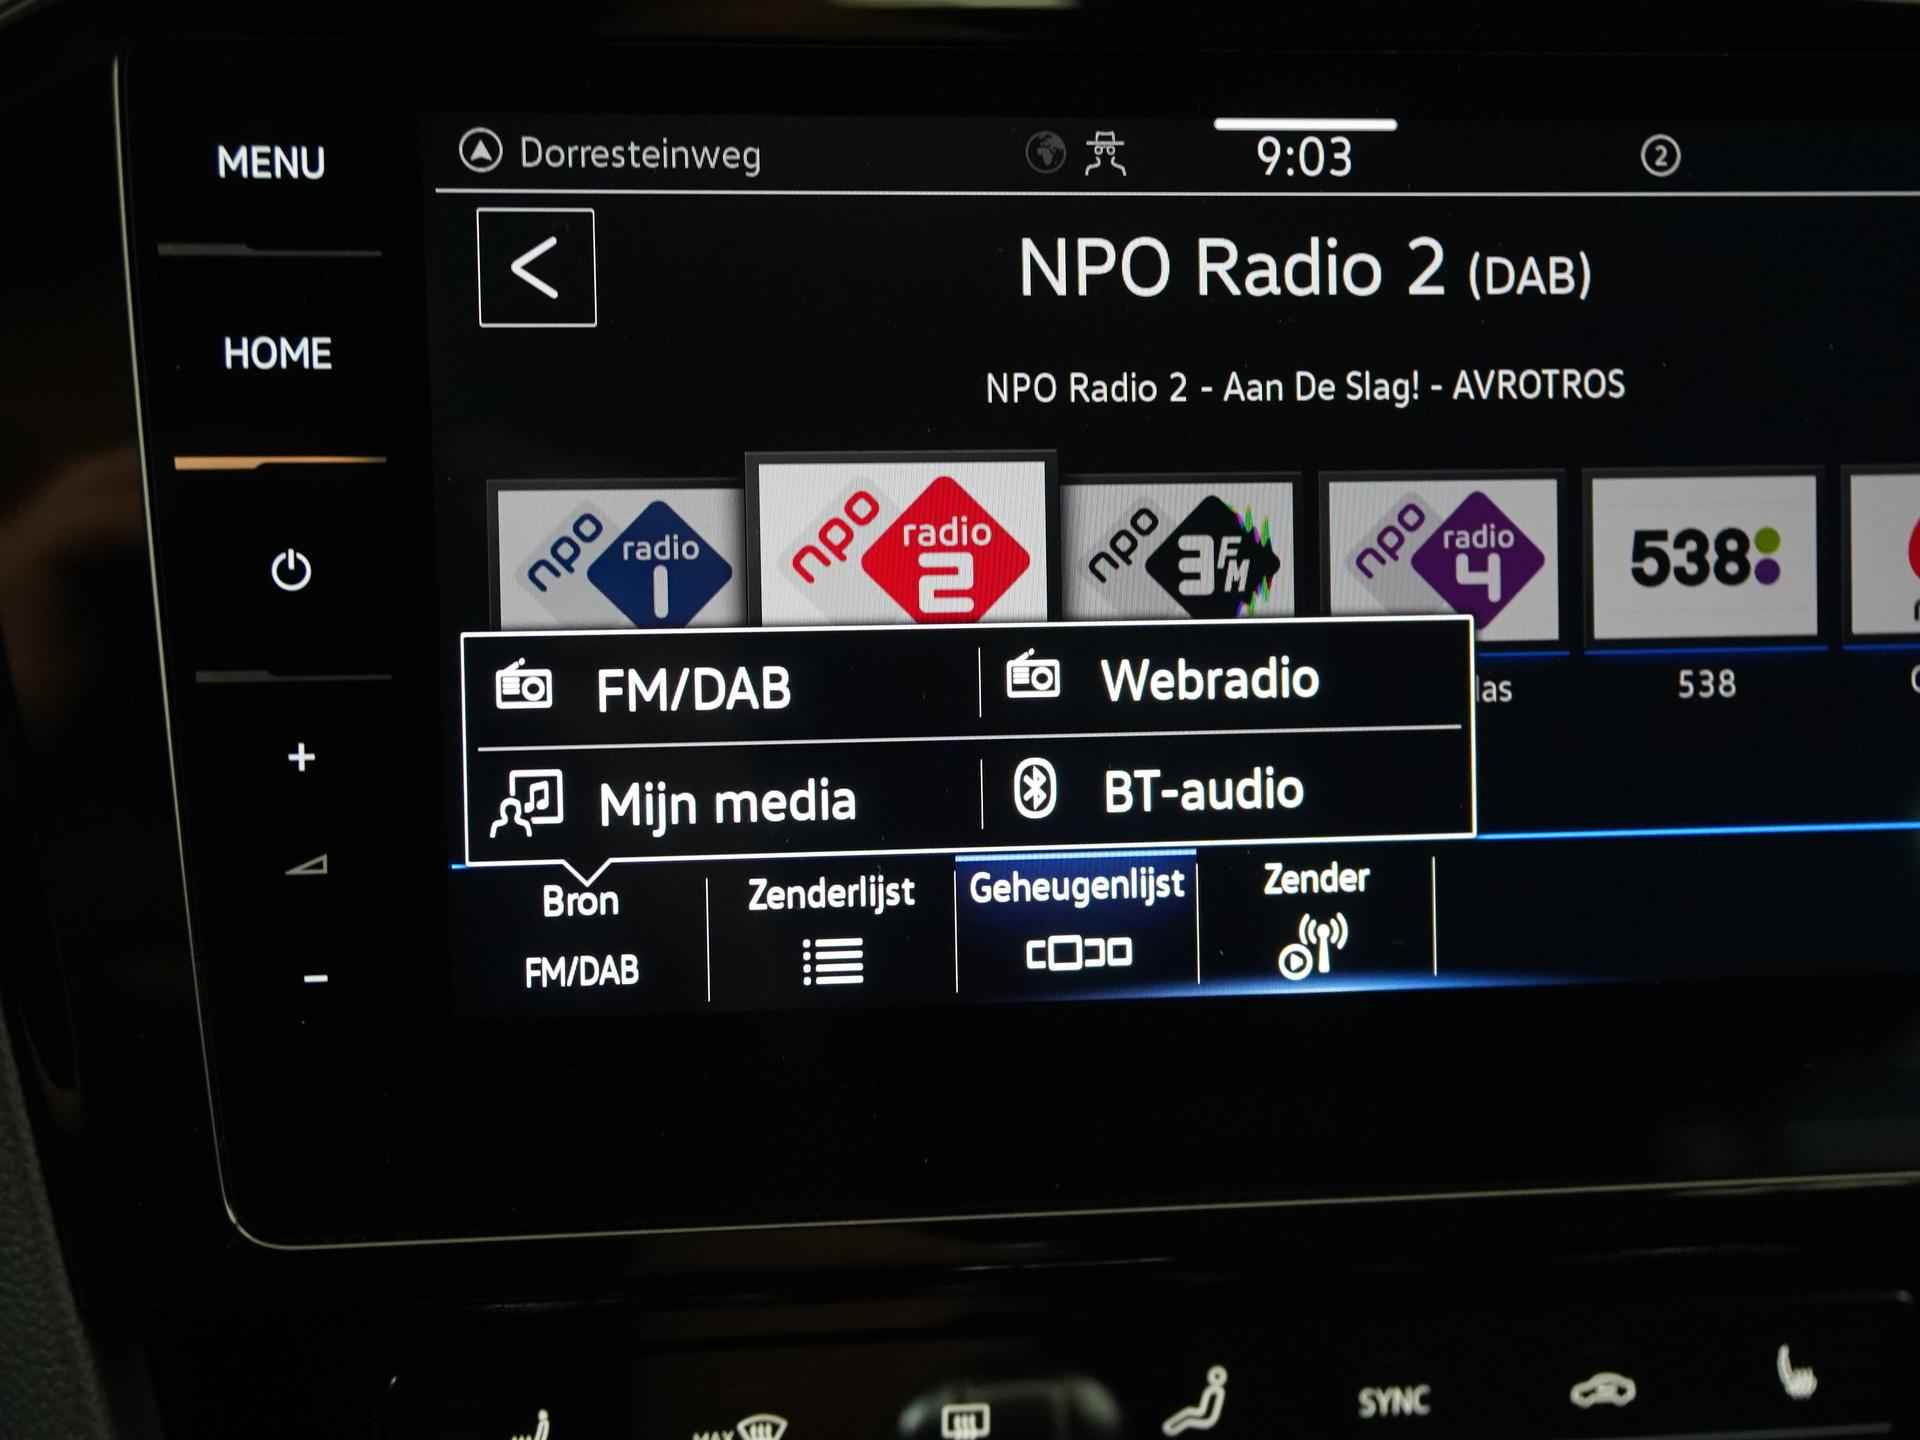 MENU
Dorresteinweg
9:03
2
NPO Radio 2 (DAB)
HOME
NPO Radio 2 - Aan De Slag! - AVROTROS
npo radio 1
npo radio 2
npo 3FM
npo radio 4
538
FM/DAB
Webradio
las
538
Mijn media
BT-audio
Bron
Zenderlijst
Geheugenlijst
Zender
FM/DAB
SYNC
MAX